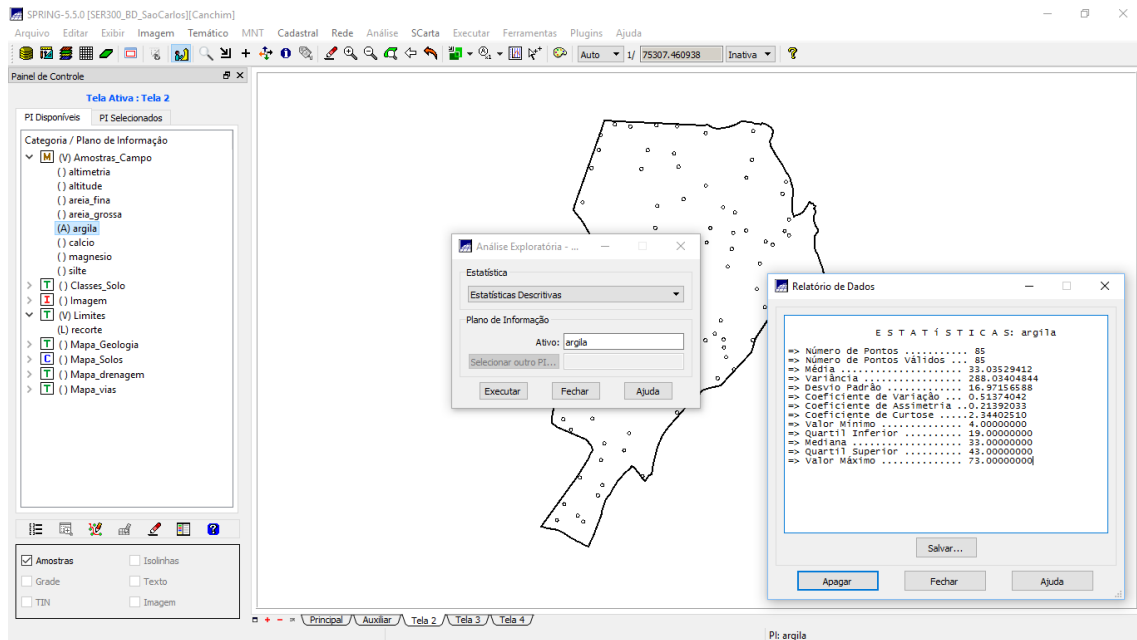 SPRING-5.5.0 [SER300_BD_SaoCarlos][Canchim]
Arquivo Editar Exibir Imagem Temático MNT Cadastral Rede Análise SCarta Executar Ferramentas Plugins Ajuda
Auto 1/ 75307.460938 Inativa
Painel de Controle
Tela Ativa : Tela 2
PI Disponíveis PI Selecionados
Categoria / Plano de Informação
M (V) Amostras_Campo
() altimetria
() altitude
() areia_fina
() areia_grossa
(A) argila
() calcio
() magnesio
() silte
T () Classes_Solo
I () Imagem
T (V) Limites
(L) recorte
T () Mapa_Geologia
C () Mapa_Solos
T () Mapa_drenagem
T () Mapa_vias
Amostras Isolinhas
Grade Texto
TIN Imagem
Análise Exploratória - ...
Estatística
Estatísticas Descritivas
Plano de Informação
Ativo: argila
Selecionar outro PI...
Executar Fechar Ajuda
Relatório de Dados
E S T A T Í S T I C A S: argila
=> Número de Pontos ........... 85
=> Número de Pontos Válidos ... 85
=> Média ...................... 33.03529412
=> Variância .................. 288.03404844
=> Desvio Padrão .............. 16.97156588
=> Coeficiente de Variação ... 0.51374042
=> Coeficiente de Assimetria ..0.21392033
=> Coeficiente de Curtose .....2.34402510
=> Valor Mínimo ............... 4.00000000
=> Quartil Inferior .......... 19.00000000
=> Mediana .................... 33.00000000
=> Quartil Superior .......... 43.00000000
=> Valor Máximo .............. 73.00000000
Salvar...
Apagar Fechar Ajuda
Principal Auxiliar Tela 2 Tela 3 Tela 4
PI: argila